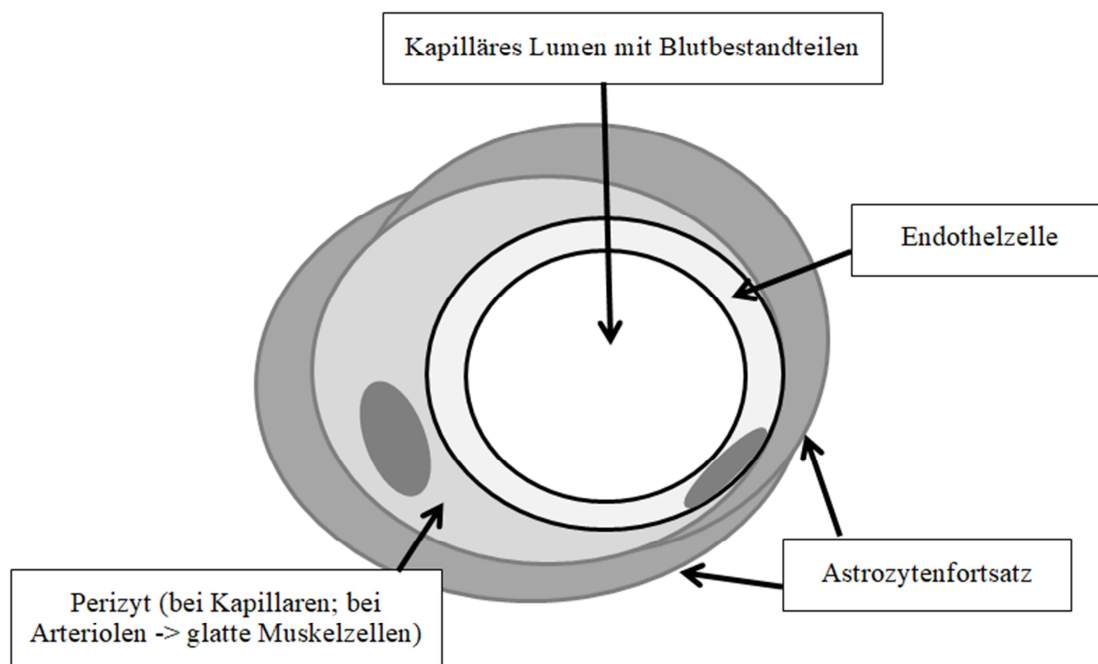 Kapilläres Lumen mit Blutbestandteilen
Endothelzelle
Astrozytenfortsatz
Perizyt (bei Kapillaren; bei
Arteriolen -> glatte Muskelzellen)